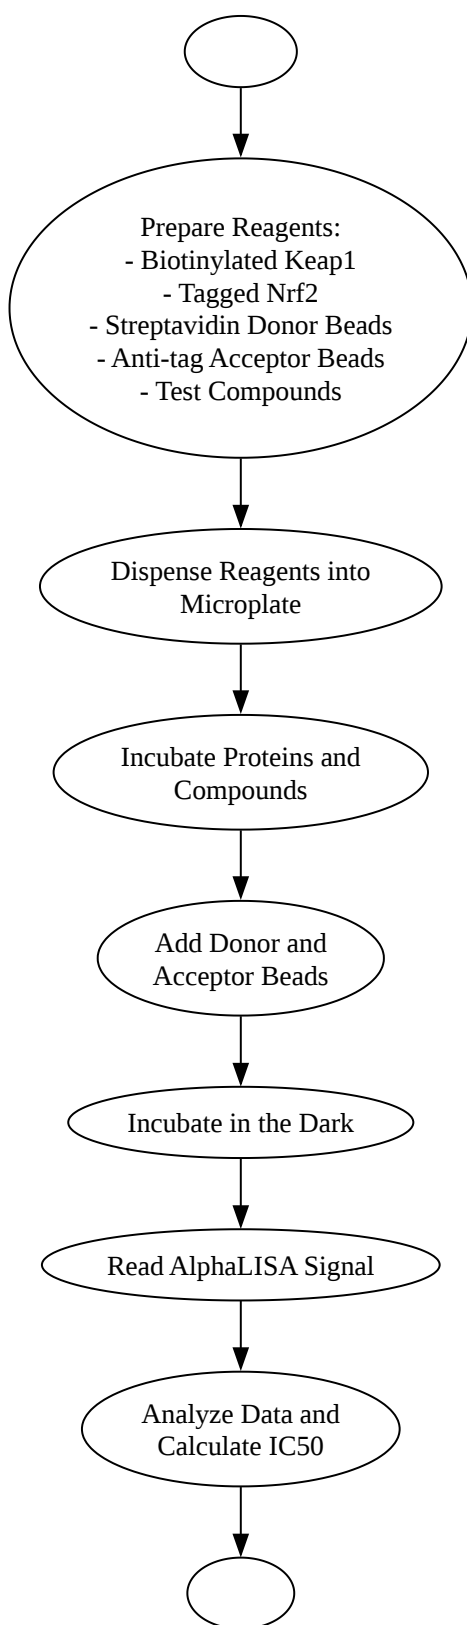 Prepare Reagents:
- Biotinylated Keap1
- Tagged Nrf2
- Streptavidin Donor Beads
- Anti-tag Acceptor Beads
- Test Compounds
Dispense Reagents into
Microplate
Incubate Proteins and
Compounds
Add Donor and
Acceptor Beads
Incubate in the Dark
Read AlphaLISA Signal
Analyze Data and
Calculate IC50